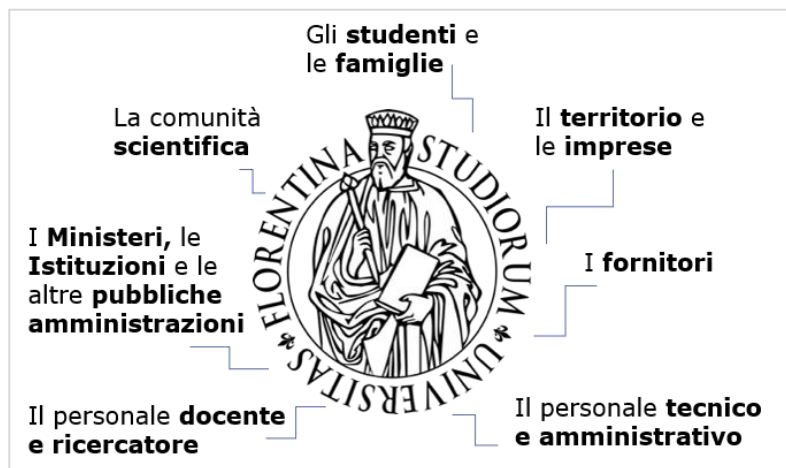 Gli studenti e
le famiglie
La comunità
scientifica
Il territorio e
le imprese
I Ministeri, le
Istituzioni e le
altre pubbliche
amministrazioni
I fornitori
Il personale docente
e ricercatore
Il personale tecnico
e amministrativo
FLORENTINA STUDIORUM UNIVERSITAS